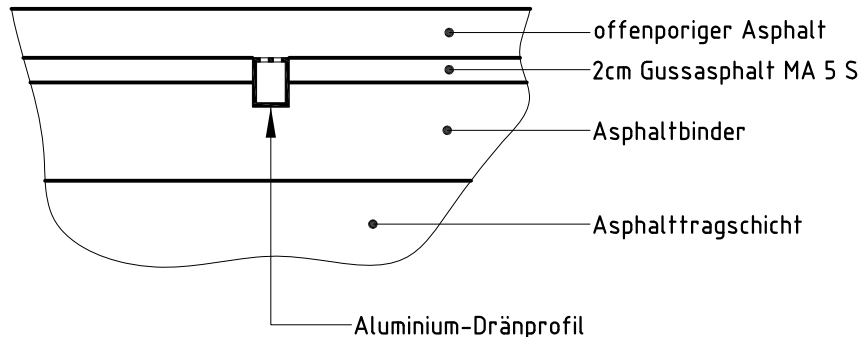 offenporiger Asphalt
2cm Gussasphalt MA 5 S
Asphaltbinder
Asphalttragschicht
Aluminium-Dränprofil